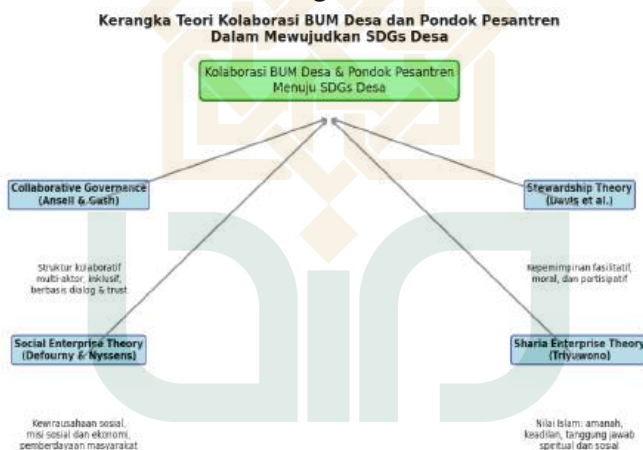 Kerangka Teori Kolaborasi BUM Desa dan Pondok Pesantren
Dalam Mewujudkan SDGs Desa
Kolaborasi BUM Desa & Pondok Pesantren
Menuju SDGs Desa
Collaborative Governance
(Ansell & Gash)
Struktur kolaboratif
multi-aktor, inklusif,
berbasis dialog & trust
Stewardship Theory
(Davis et al.)
Kepemimpinan fasilitatif,
moral, dan partisipatif
Social Enterprise Theory
(Defourny & Nyssens)
Kewirausahaan sosial,
misi sosial dan ekonomi,
pemberdayaan masyarakat
Sharia Enterprise Theory
(Triyuwono)
Nilai Islam: amanah,
keadilan, tanggung jawab
spiritual dan sosial